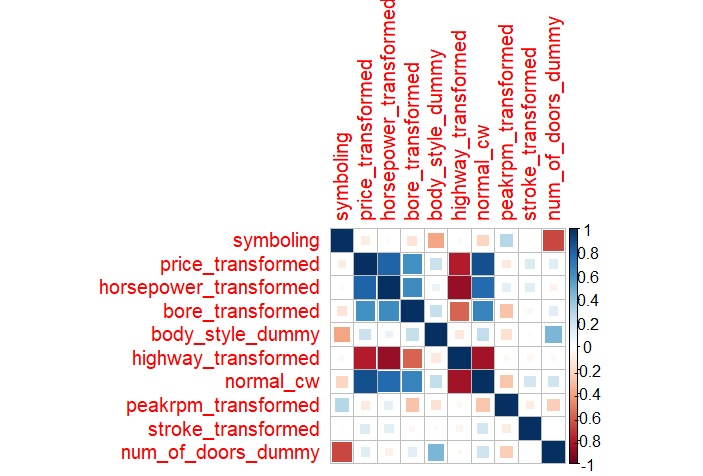 symboling
price_transformed
horsepower_transformed
bore_transformed
body_style_dummy
highway_transformed
normal_cw
peakrpm_transformed
stroke_transformed
num_of_doors_dummy
symboling
price_transformed
horsepower_transformed
bore_transformed
body_style_dummy
highway_transformed
normal_cw
peakrpm_transformed
stroke_transformed
num_of_doors_dummy
1
0.8
0.6
0.4
0.2
0
-0.2
-0.4
-0.6
-0.8
-1